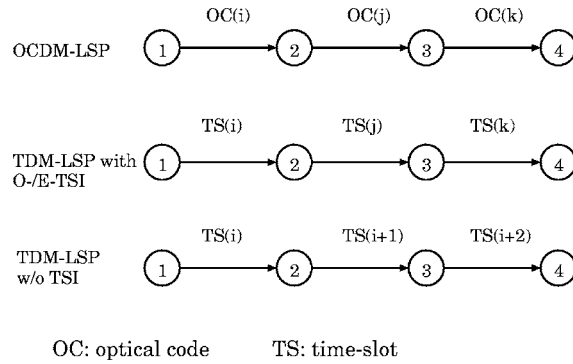 OC(i) OC(j) OC(k)
OCDM-LSP 1 2 3 4
TS(i) TS(j) TS(k)
TDM-LSP with 1 2 3 4
O-/E-TSI
TS(i) TS(i+1) TS(i+2)
TDM-LSP 1 2 3 4
w/o TSI
OC: optical code TS: time-slot